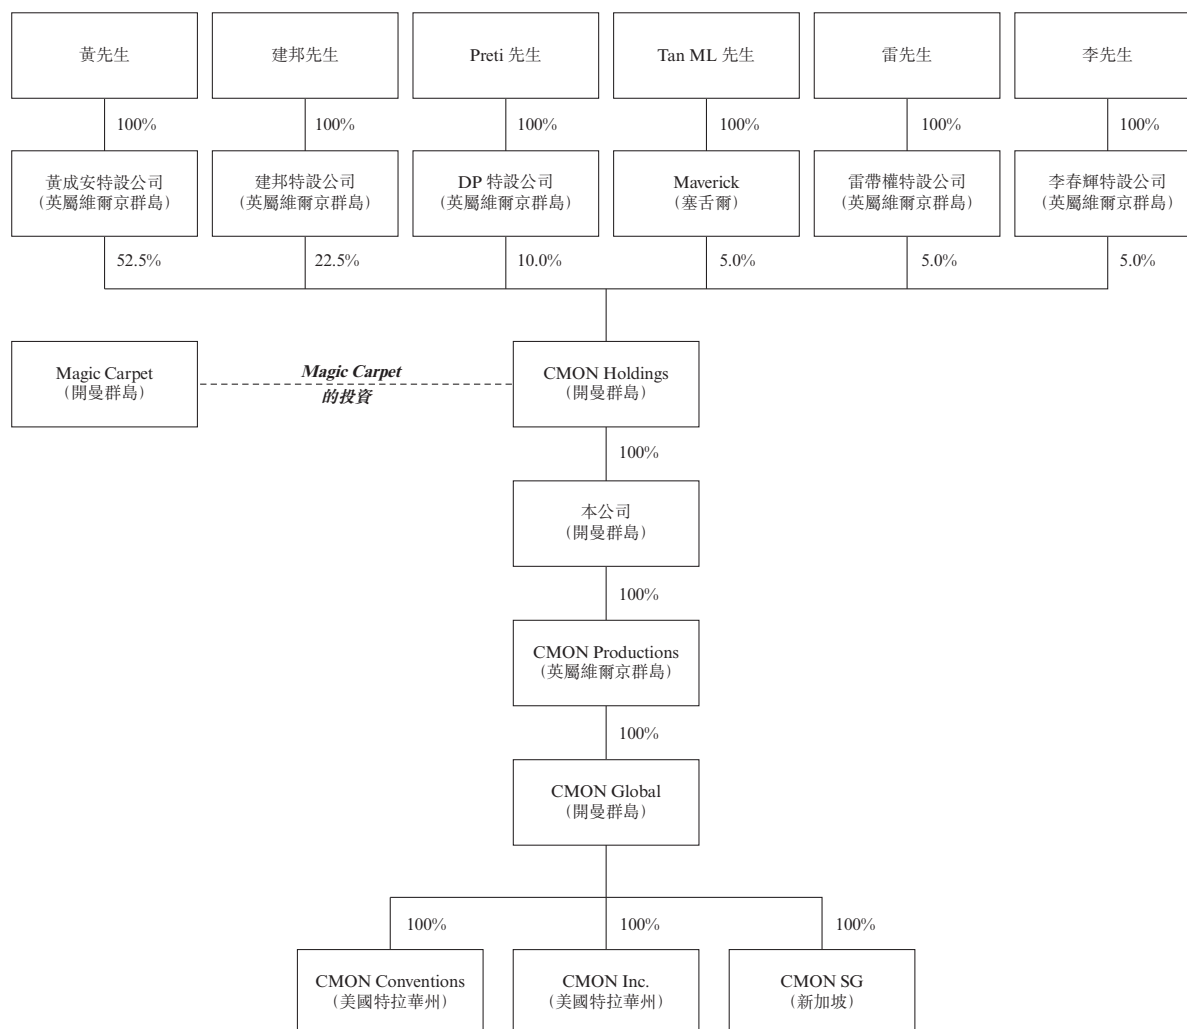 黃先生
建邦先生
Preti 先生
Tan ML 先生
雷先生
李先生
100%
100%
100%
100%
100%
100%
黃成安特設公司
(英屬維爾京群島)
建邦特設公司
(英屬維爾京群島)
DP 特設公司
(英屬維爾京群島)
Maverick
(塞舌爾)
雷帶權特設公司
(英屬維爾京群島)
李春輝特設公司
(英屬維爾京群島)
52.5%
22.5%
10.0%
5.0%
5.0%
5.0%
Magic Carpet
(開曼群島)
Magic Carpet
的投資
CMON Holdings
(開曼群島)
100%
本公司
(開曼群島)
100%
CMON Productions
(英屬維爾京群島)
100%
CMON Global
(開曼群島)
100%
100%
100%
CMON Conventions
(美國特拉華州)
CMON Inc.
(美國特拉華州)
CMON SG
(新加坡)